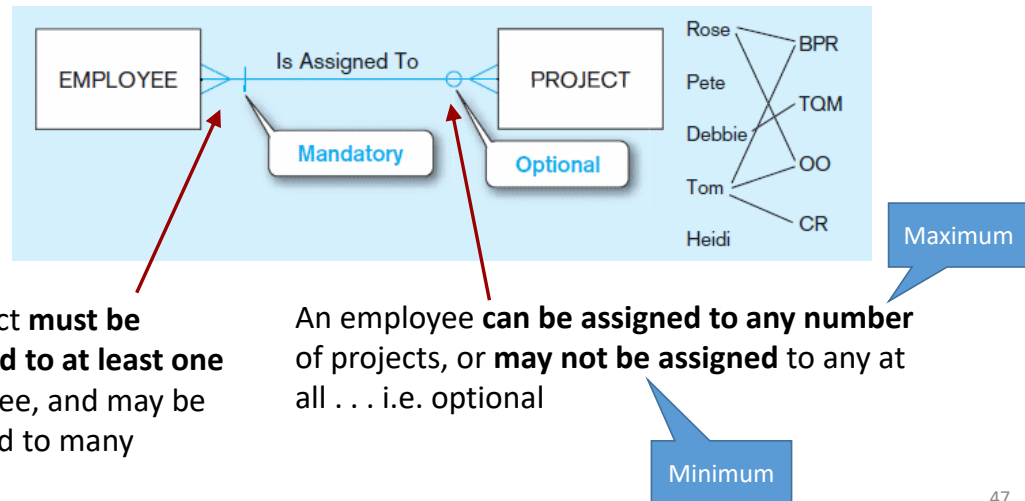 EMPLOYEE
Is Assigned To
PROJECT
Mandatory
Optional
Rose
Pete
Debbie
Tom
Heidi
BPR
TQM
OO
CR
Maximum
ct must be
d to at least one
ee, and may be
d to many
An employee can be assigned to any number
of projects, or may not be assigned to any at
all . . . i.e. optional
Minimum
47